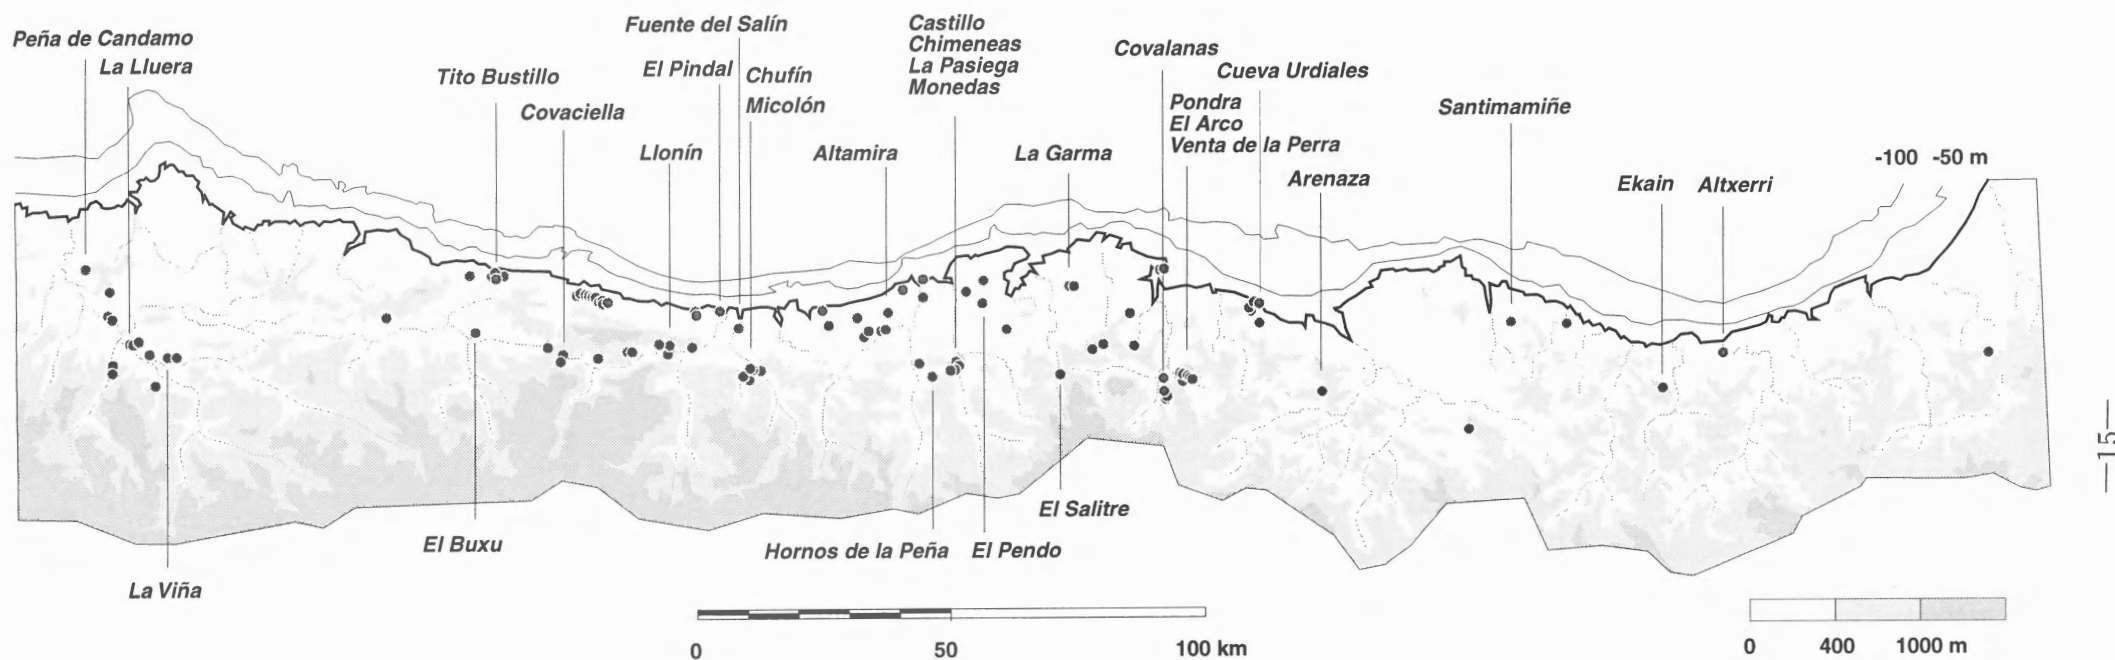 Peña de Candamo
La Lluera
Tito Bustillo
Covaciella
Fuente del Salín
El Pindal
Chufín
Micolón
Llonín
Altamira
Castillo
Chimeneas
La Pasiega
Monedas
La Garma
Covalanas
Cueva Urdiales
Pondra
El Arco
Venta de la Perra
Arenaza
Santimamiñe
Ekain
Altxerri
-100 -50 m
La Viña
El Buxu
Hornos de la Peña
El Pendo
El Salitre
0 50 100 km
0 400 1000 m
—15—